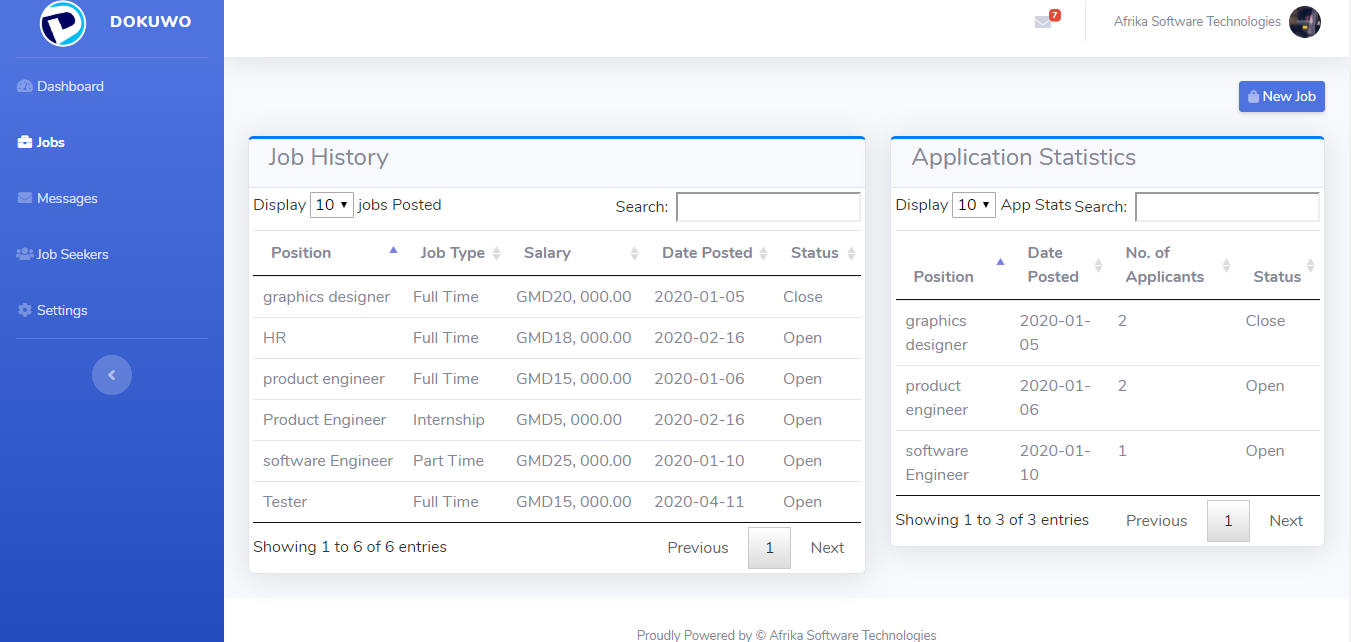 DOKUWO
7
Afrika Software Technologies
Dashboard
Jobs
Messages
Job Seekers
Settings
New Job
Job History
Display 10 jobs Posted Search:
Position Job Type Salary Date Posted Status
graphics designer Full Time GMD20, 000.00 2020-01-05 Close
HR Full Time GMD18, 000.00 2020-02-16 Open
product engineer Full Time GMD15, 000.00 2020-01-06 Open
Product Engineer Internship GMD5, 000.00 2020-02-16 Open
software Engineer Part Time GMD25, 000.00 2020-01-10 Open
Tester Full Time GMD15, 000.00 2020-04-11 Open
Showing 1 to 6 of 6 entries Previous 1 Next
Application Statistics
Display 10 App Stats Search:
Date No. of
Position Posted Applicants Status
graphics 2020-01- 2 Close
designer 05
product 2020-01- 2 Open
engineer 06
software 2020-01- 1 Open
Engineer 10
Showing 1 to 3 of 3 entries Previous 1 Next
Proudly Powered by © Afrika Software Technologies